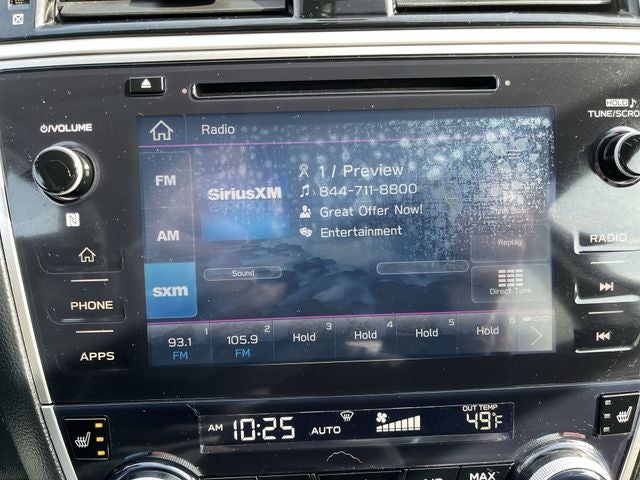 HOLD
TUNE/SCRO
VOLUME
Radio
FM
SiriusXM
1 / Preview
844-711-8800
Great Offer Now!
Entertainment
AM
RADIO
Replay
Sound
sxm
Direct Tune
PHONE
1 2 3 4 5 6
93.1 105.9 Hold Hold Hold Hold
FM FM
APPS
AM 10:25 AUTO OUT TEMP 49°F
MAX